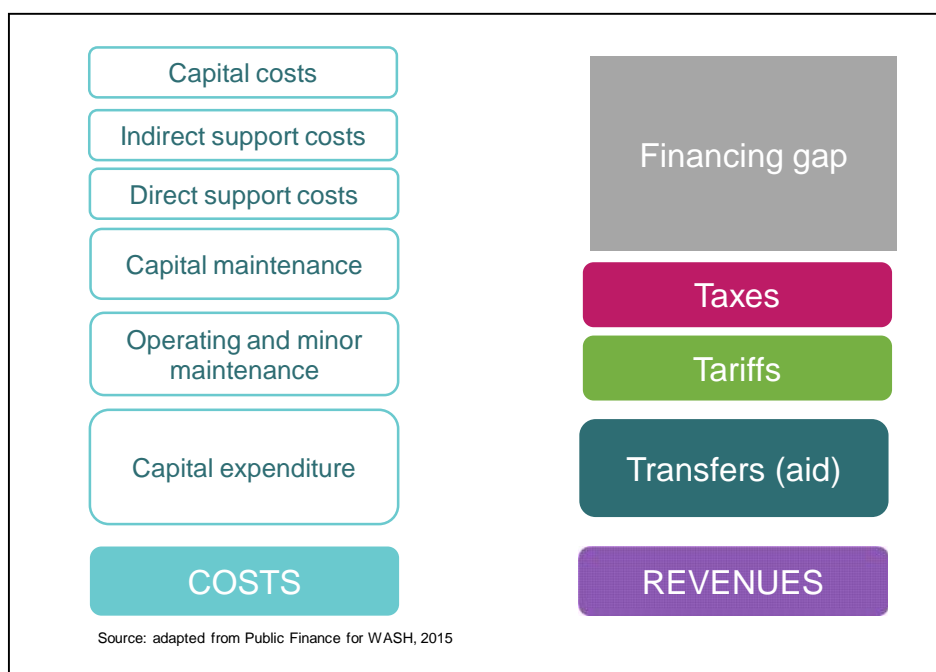 Capital costs
Indirect support costs
Direct support costs
Capital maintenance
Operating and minor
maintenance
Capital expenditure
COSTS
Financing gap
Taxes
Tariffs
Transfers (aid)
REVENUES
Source: adapted from Public Finance for WASH, 2015